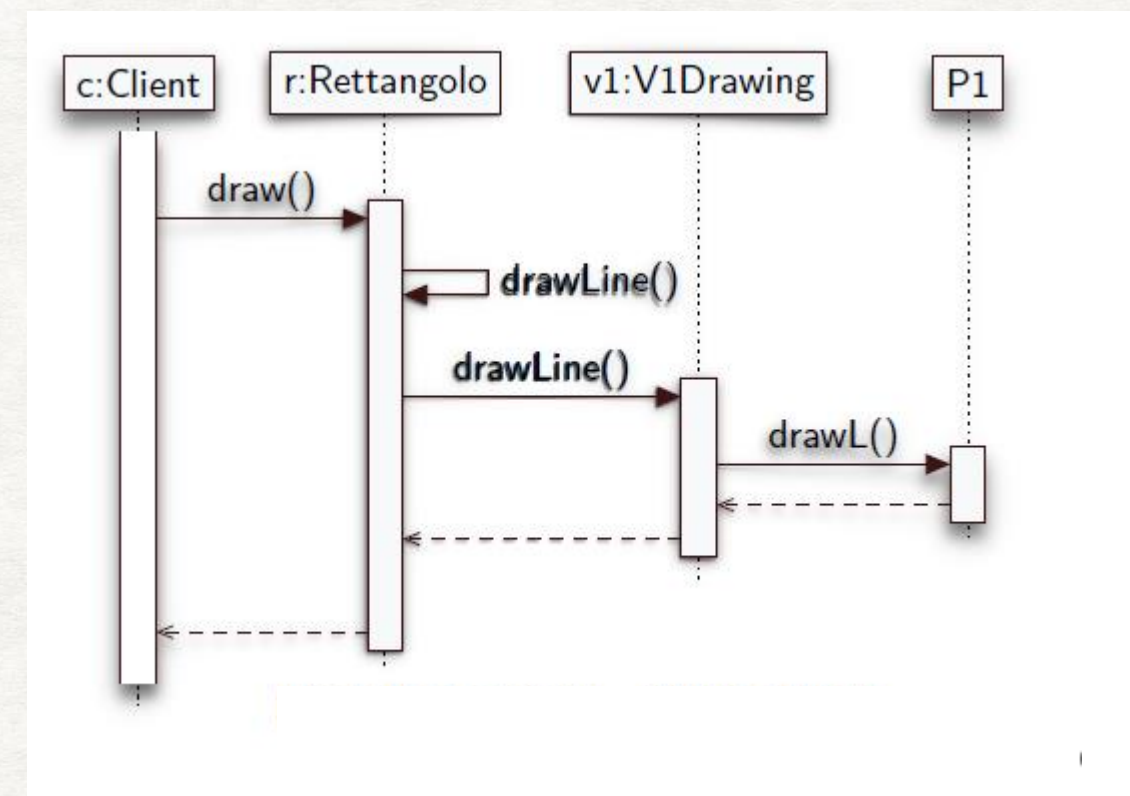 c:Client
r:Rettangolo
v1:V1Drawing
P1
draw()
drawLine()
drawLine()
drawL()